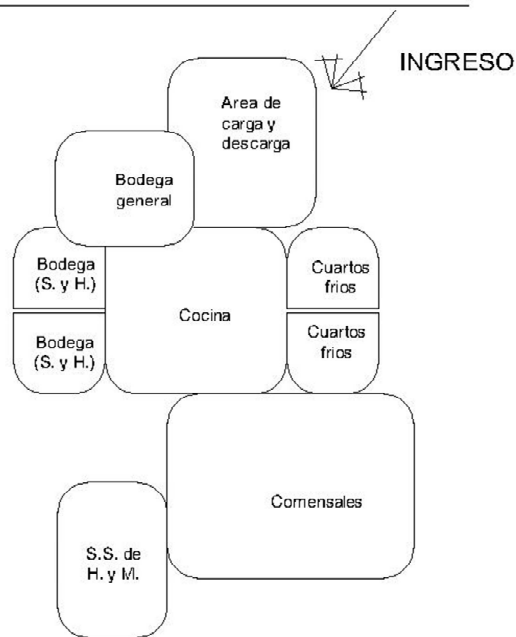 INGRESO
Area de
carga y
descarga
Bodega
general
Bodega
(S. y H.)
Cuartos
frios
Cocina
Bodega
(S. y H.)
Cuartos
frios
Comensales
S.S. de
H. y M.